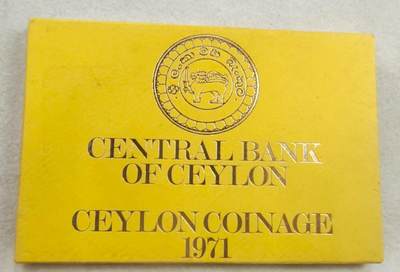 CENTRAL BANK
OF CEYLON
CEYLON COINAGE
1971